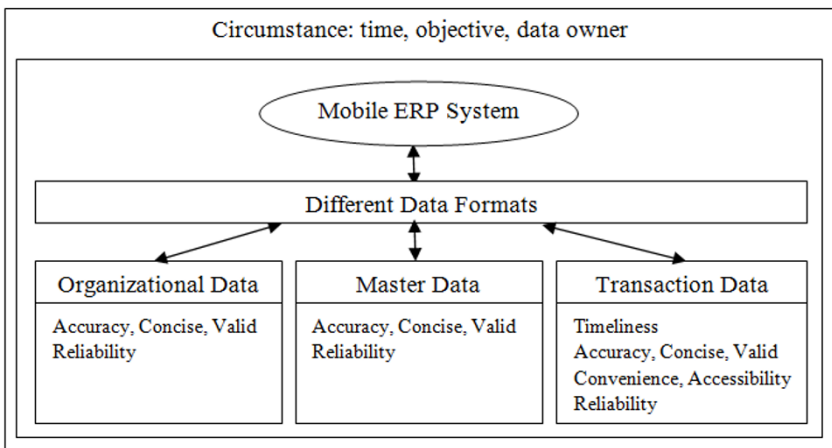 Circumstance: time, objective, data owner
Mobile ERP System
Different Data Formats
Organizational Data
Accuracy, Concise, Valid
Reliability
Master Data
Accuracy, Concise, Valid
Reliability
Transaction Data
Timeliness
Accuracy, Concise, Valid
Convenience, Accessibility
Reliability